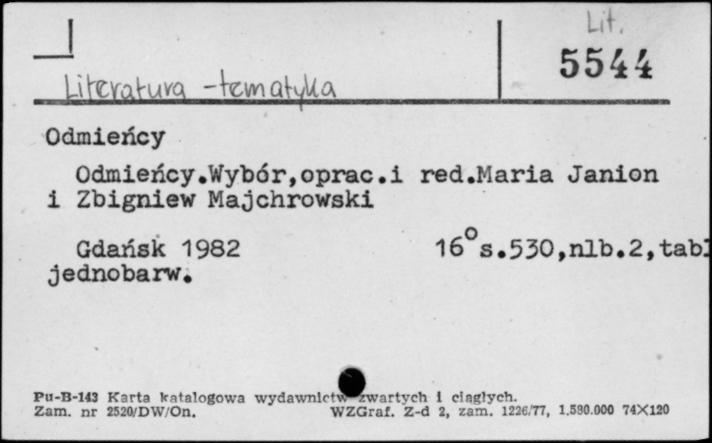 Lit.
5544
Literatura - tematyka
Odmieńcy
Odmieńcy.Wybór,oprac.i red.Maria Janion
i Zbigniew Majchrowski
Gdańsk 1982 16° s.530,nlb.2,tabl
jednobarw.
Pu-B-143 Karta katalogowa wydawnictw zwartych i ciągłych.
Zam. nr 2520/DW/On. WZGraf. Z-d 2, zam. 1226/77, 1.580.000 74X120